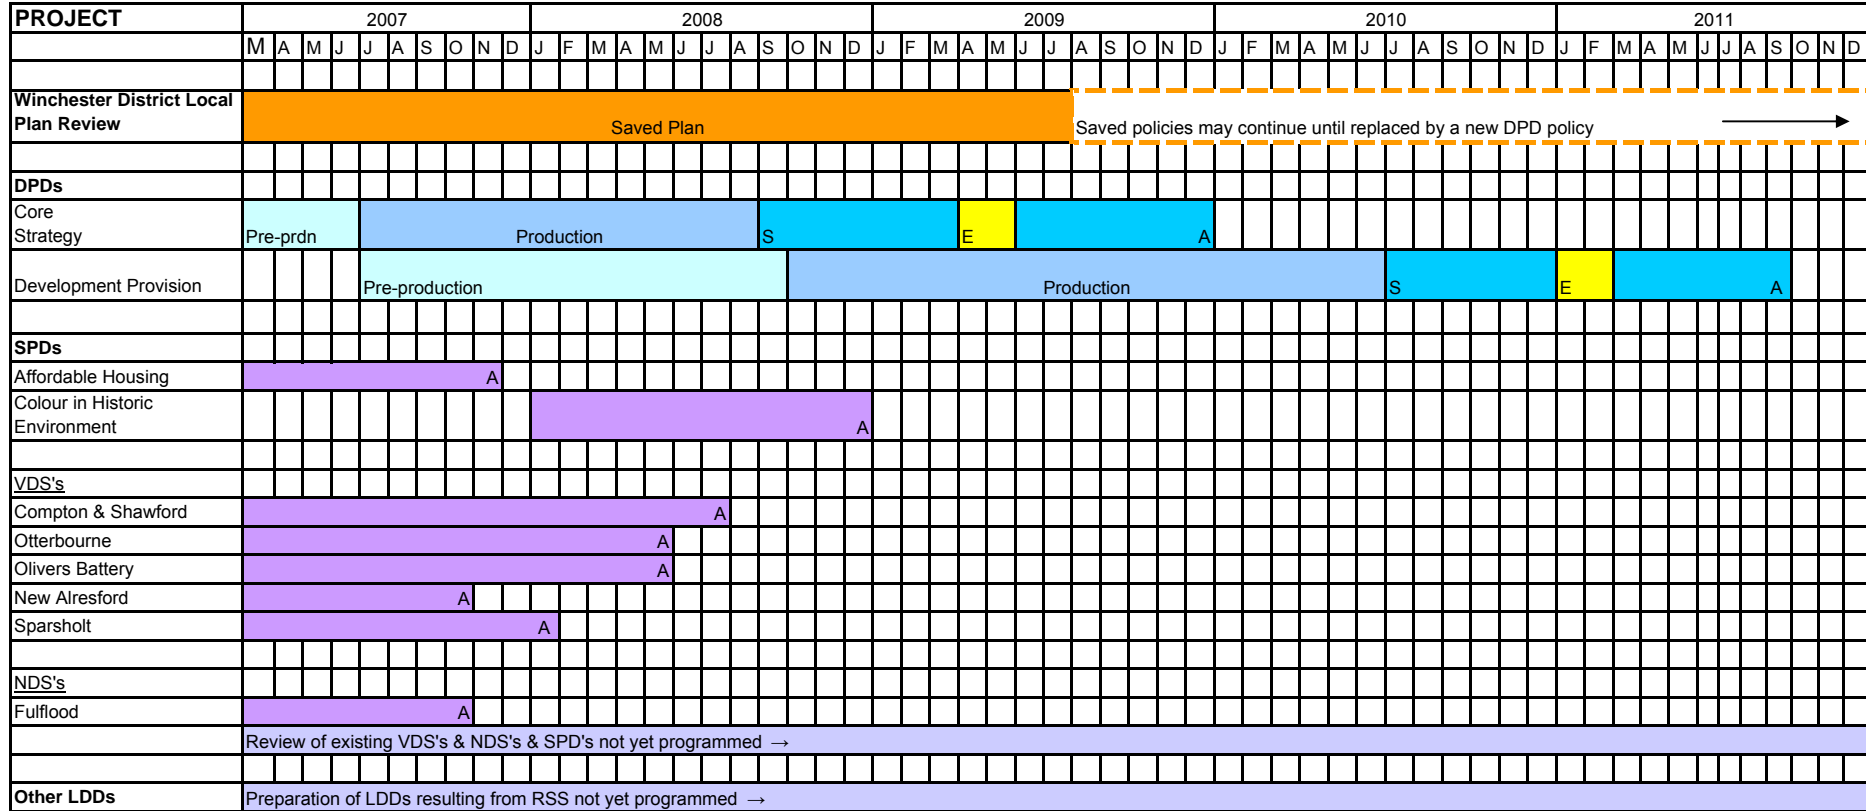 PROJECT 2007 2008 2009 2010 2011
M A M J J A S O N D J F M A M J J A S O N D J F M A M J J A S O N D J F M A M J J A S O N D J F M A M J J A S O N D
Winchester District Local
Plan Review
Saved Plan
Saved policies may continue until replaced by a new DPD policy
DPDs
Core
Strategy
Pre-prdn Production S E A
Development Provision Pre-production Production S E A
SPDs
Affordable Housing A
Colour in Historic
Environment A
VDS's
Compton & Shawford A
Otterbourne A
Olivers Battery A
New Alresford A
Sparsholt A
NDS's
Fulflood A
Review of existing VDS's & NDS's & SPD's not yet programmed →
Other LDDs Preparation of LDDs resulting from RSS not yet programmed →